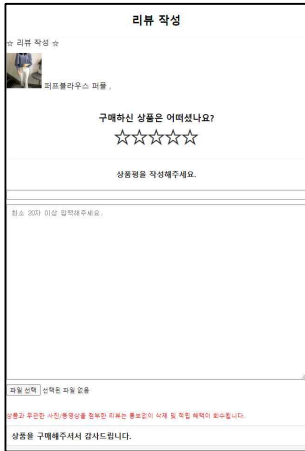 리뷰 작성
☆ 리뷰 작성 ☆
퍼프블라우스 퍼플 ,
구매하신 상품은 어떠셨나요?
☆☆☆☆☆
상품평을 작성해주세요.
최소 30자 이상 입력해주세요.
파일 선택 선택된 파일 없음
상품과 무관한 사진/동영상을 첨부한 리뷰는 통보없이 삭제 및 적립 혜택이 회수됩니다.
상품을 구매해주셔서 감사드립니다.